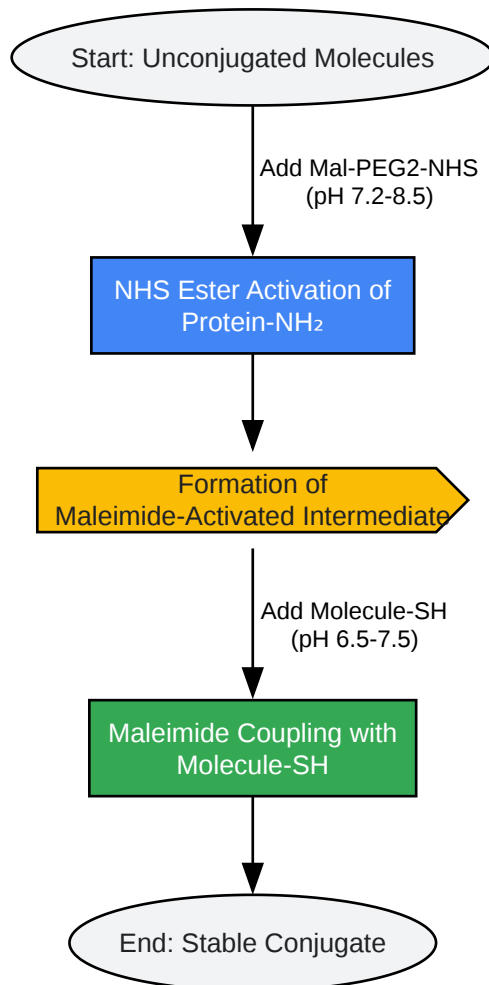 Start: Unconjugated Molecules
Add Mal-PEG2-NHS
(pH 7.2-8.5)
NHS Ester Activation of
Protein-NH₂
Formation of
Maleimide-Activated Intermediate
Add Molecule-SH
(pH 6.5-7.5)
Maleimide Coupling with
Molecule-SH
End: Stable Conjugate